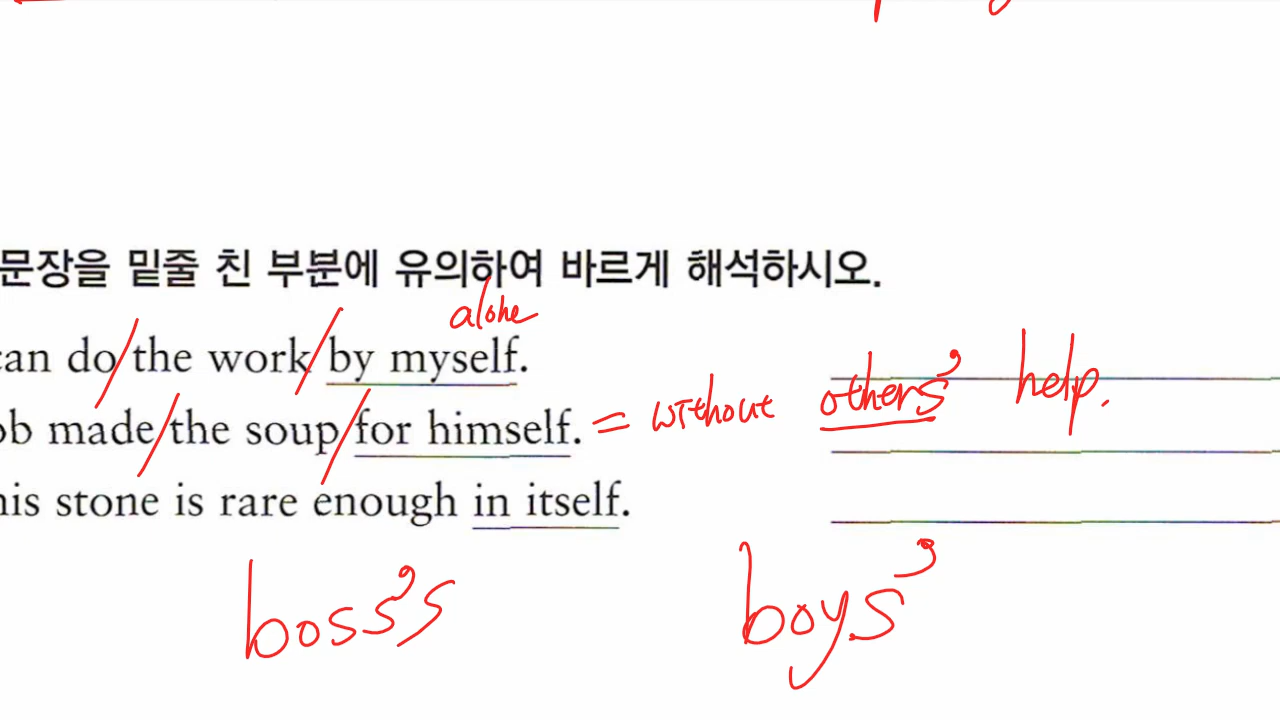 문장을 밑줄 친 부분에 유의하여 바르게 해석하시오.
alone
can do the work by myself.
ob made the soup for himself. = without others' help.
his stone is rare enough in itself.
boss's boys'